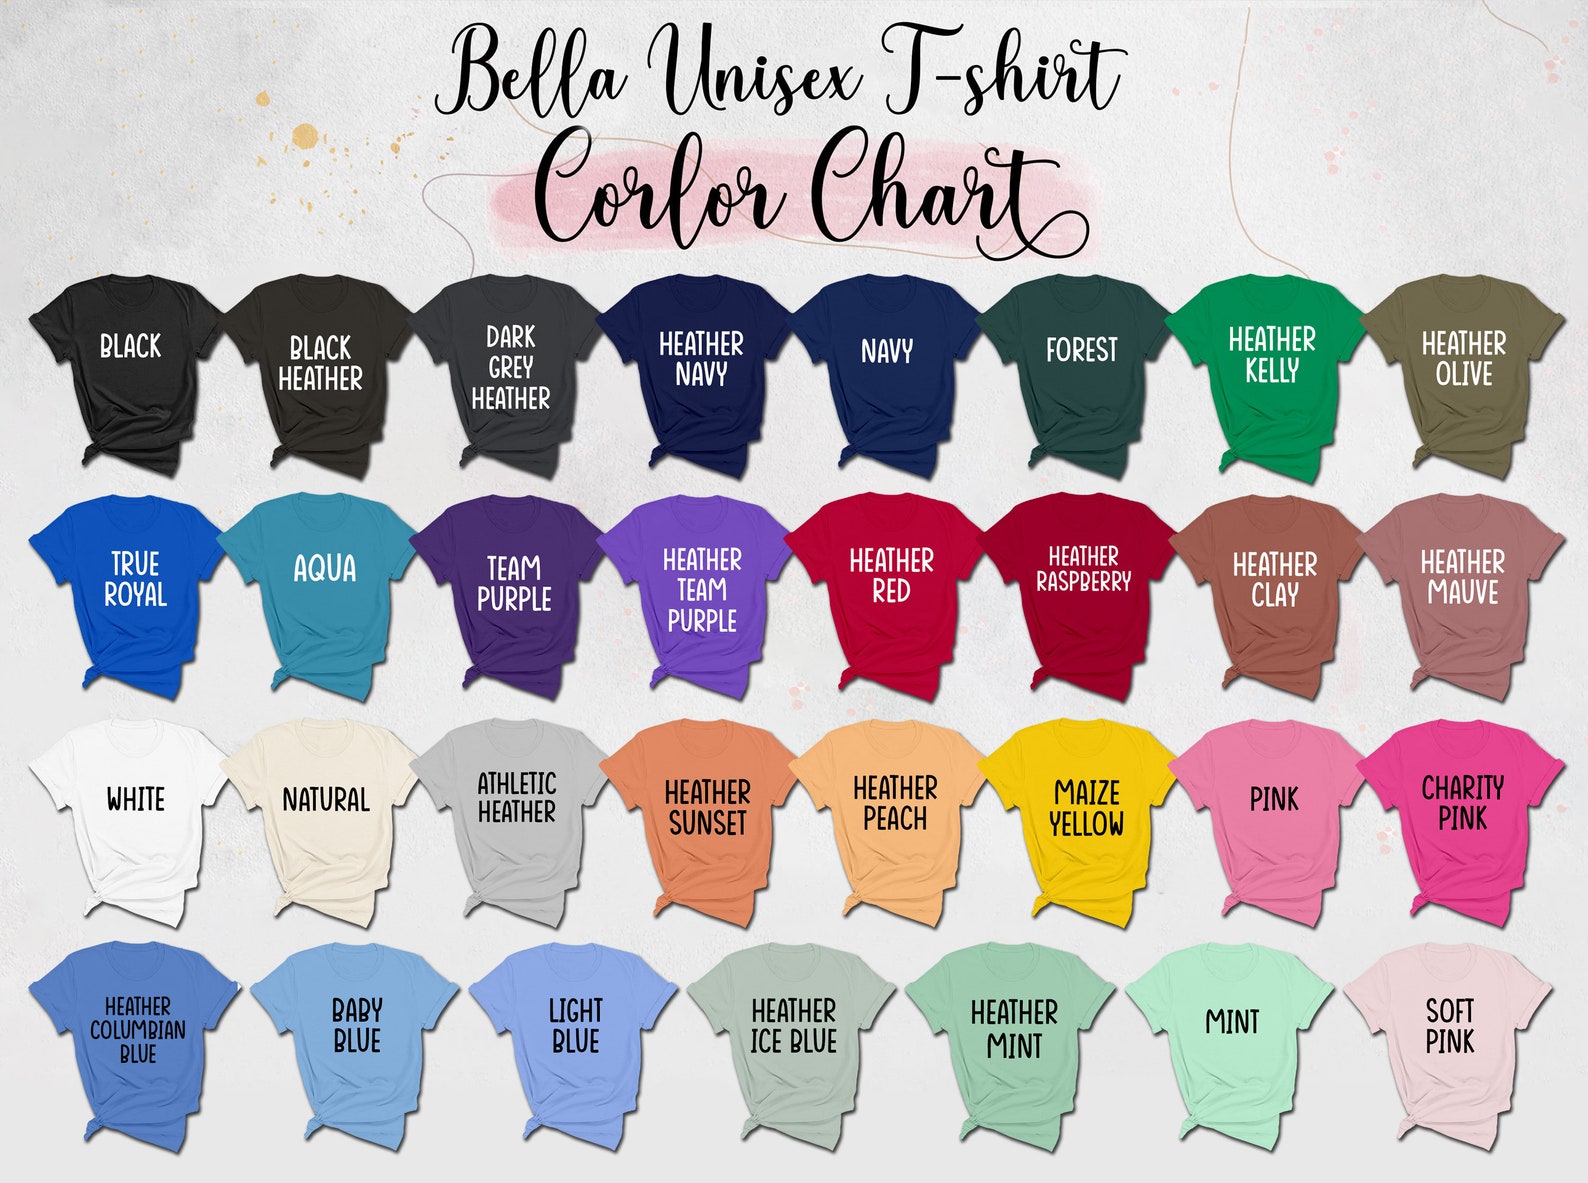 Bella Unisex T-shirt
Corlor Chart
BLACK
BLACK
HEATHER
DARK
GREY
HEATHER
HEATHER
NAVY
NAVY
FOREST
HEATHER
KELLY
HEATHER
OLIVE
TRUE
ROYAL
AQUA
TEAM
PURPLE
HEATHER
TEAM
PURPLE
HEATHER
RED
HEATHER
RASPBERRY
HEATHER
CLAY
HEATHER
MAUVE
WHITE
NATURAL
ATHLETIC
HEATHER
HEATHER
SUNSET
HEATHER
PEACH
MAIZE
YELLOW
PINK
CHARITY
PINK
HEATHER
COLUMBIAN
BLUE
BABY
BLUE
LIGHT
BLUE
HEATHER
ICE BLUE
HEATHER
MINT
MINT
SOFT
PINK